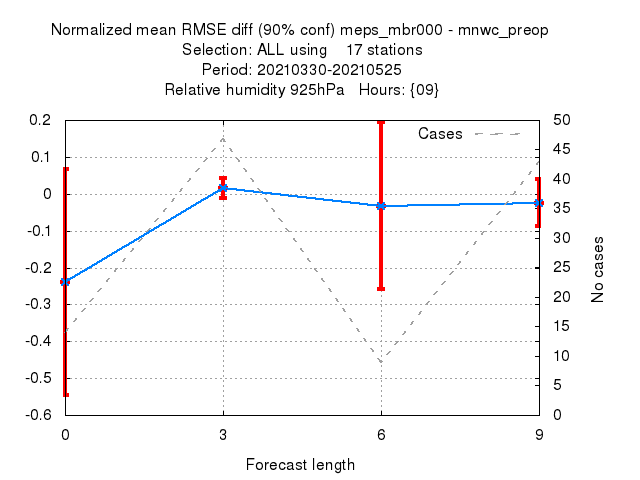 Normalized mean RMSE diff (90% conf) meps_mbr000 - mnwc_preop
Selection: ALL using 17 stations
Period: 20210330-20210525
Relative humidity 925hPa Hours: {09}
Cases
0.2
0.1
0
-0.1
-0.2
-0.3
-0.4
-0.5
-0.6
50
45
40
35
30
25
20
15
10
5
0
No cases
0 3 6 9
Forecast length